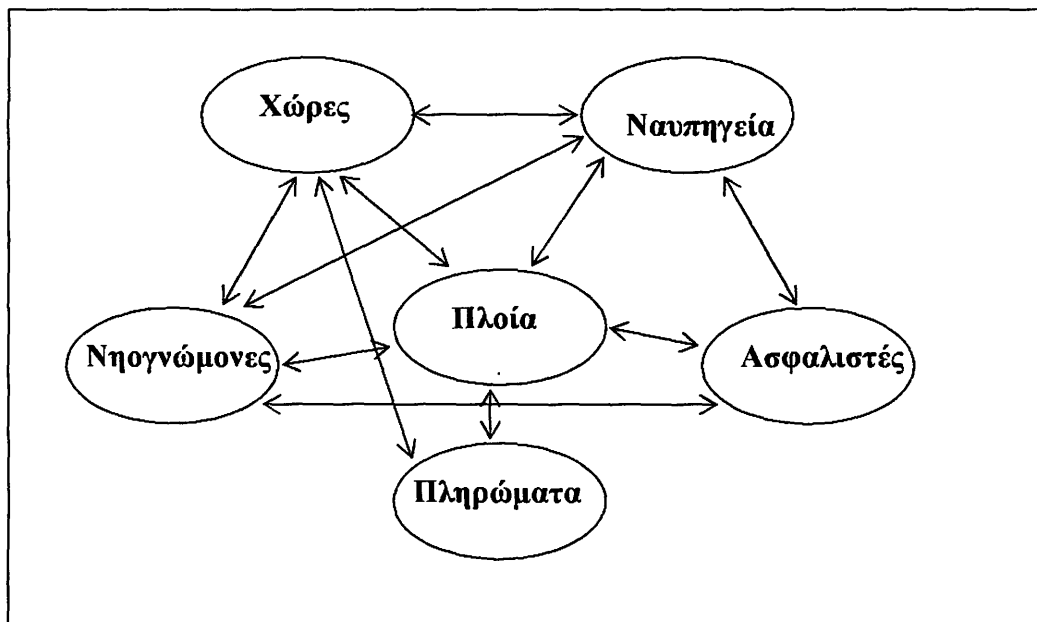 Χώρες
Ναυπηγεία
Πλοία
Νηογνώμονες
Ασφαλιστές
Πληρώματα